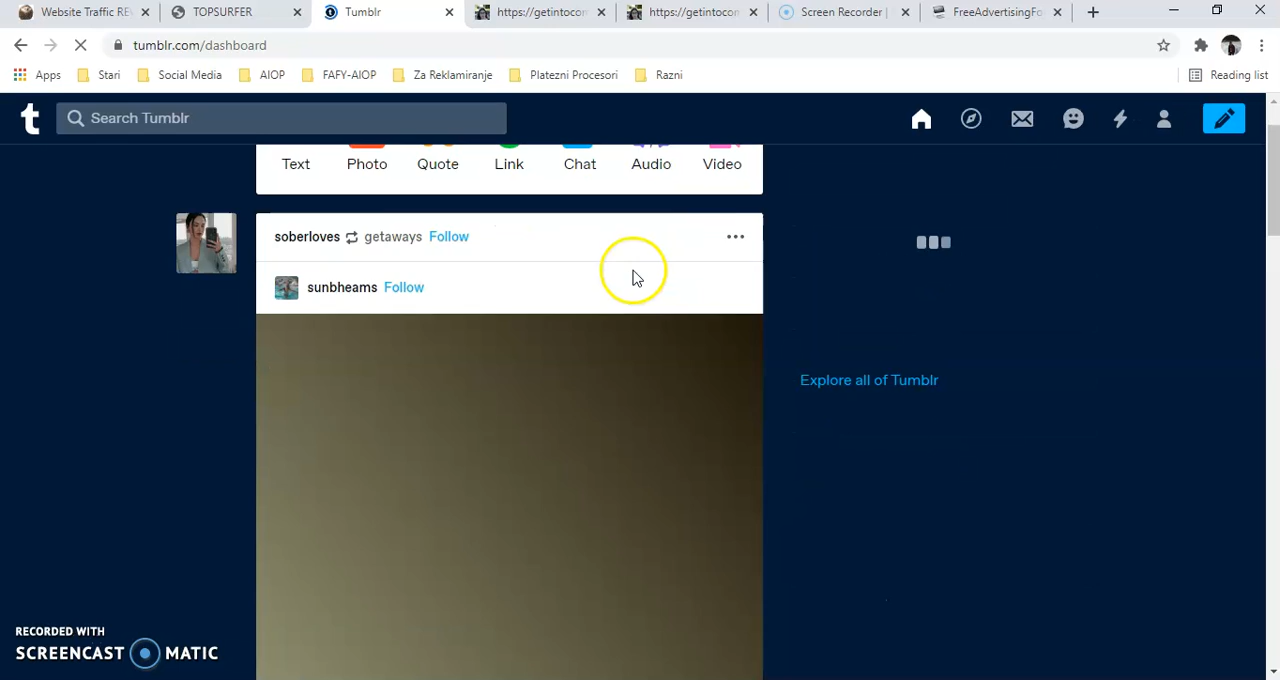 Website Traffic RE
TOPSURFER
Tumblr
https://getintocom
https://getintocom
Screen Recorder |
FreeAdvertisingFo
tumblr.com/dashboard
Apps
Stari
Social Media
AIOP
FAFY-AIOP
Za Reklamiranje
Platezni Procesori
Razni
Reading list
t
Search Tumblr
Text
Photo
Quote
Link
Chat
Audio
Video
soberloves
getaways
Follow
sunbheams
Follow
Explore all of Tumblr
RECORDED WITH
SCREENCAST MATIC